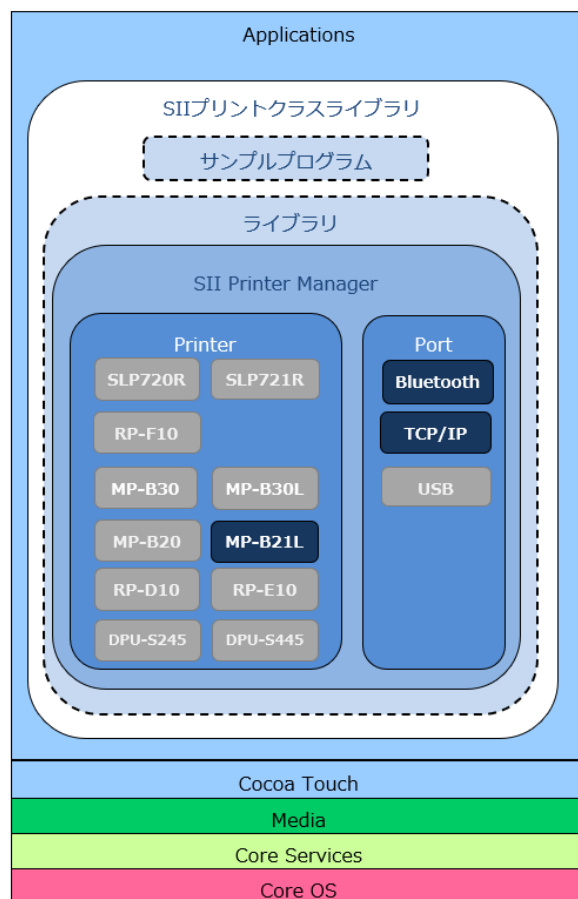 Applications
SIIプリントクラスライブラリ
サンプルプログラム
ライブラリ
SII Printer Manager
Printer
SLP720R
SLP721R
RP-F10
MP-B30
MP-B30L
MP-B20
MP-B21L
RP-D10
RP-E10
DPU-S245
DPU-S445
Port
Bluetooth
TCP/IP
USB
Cocoa Touch
Media
Core Services
Core OS